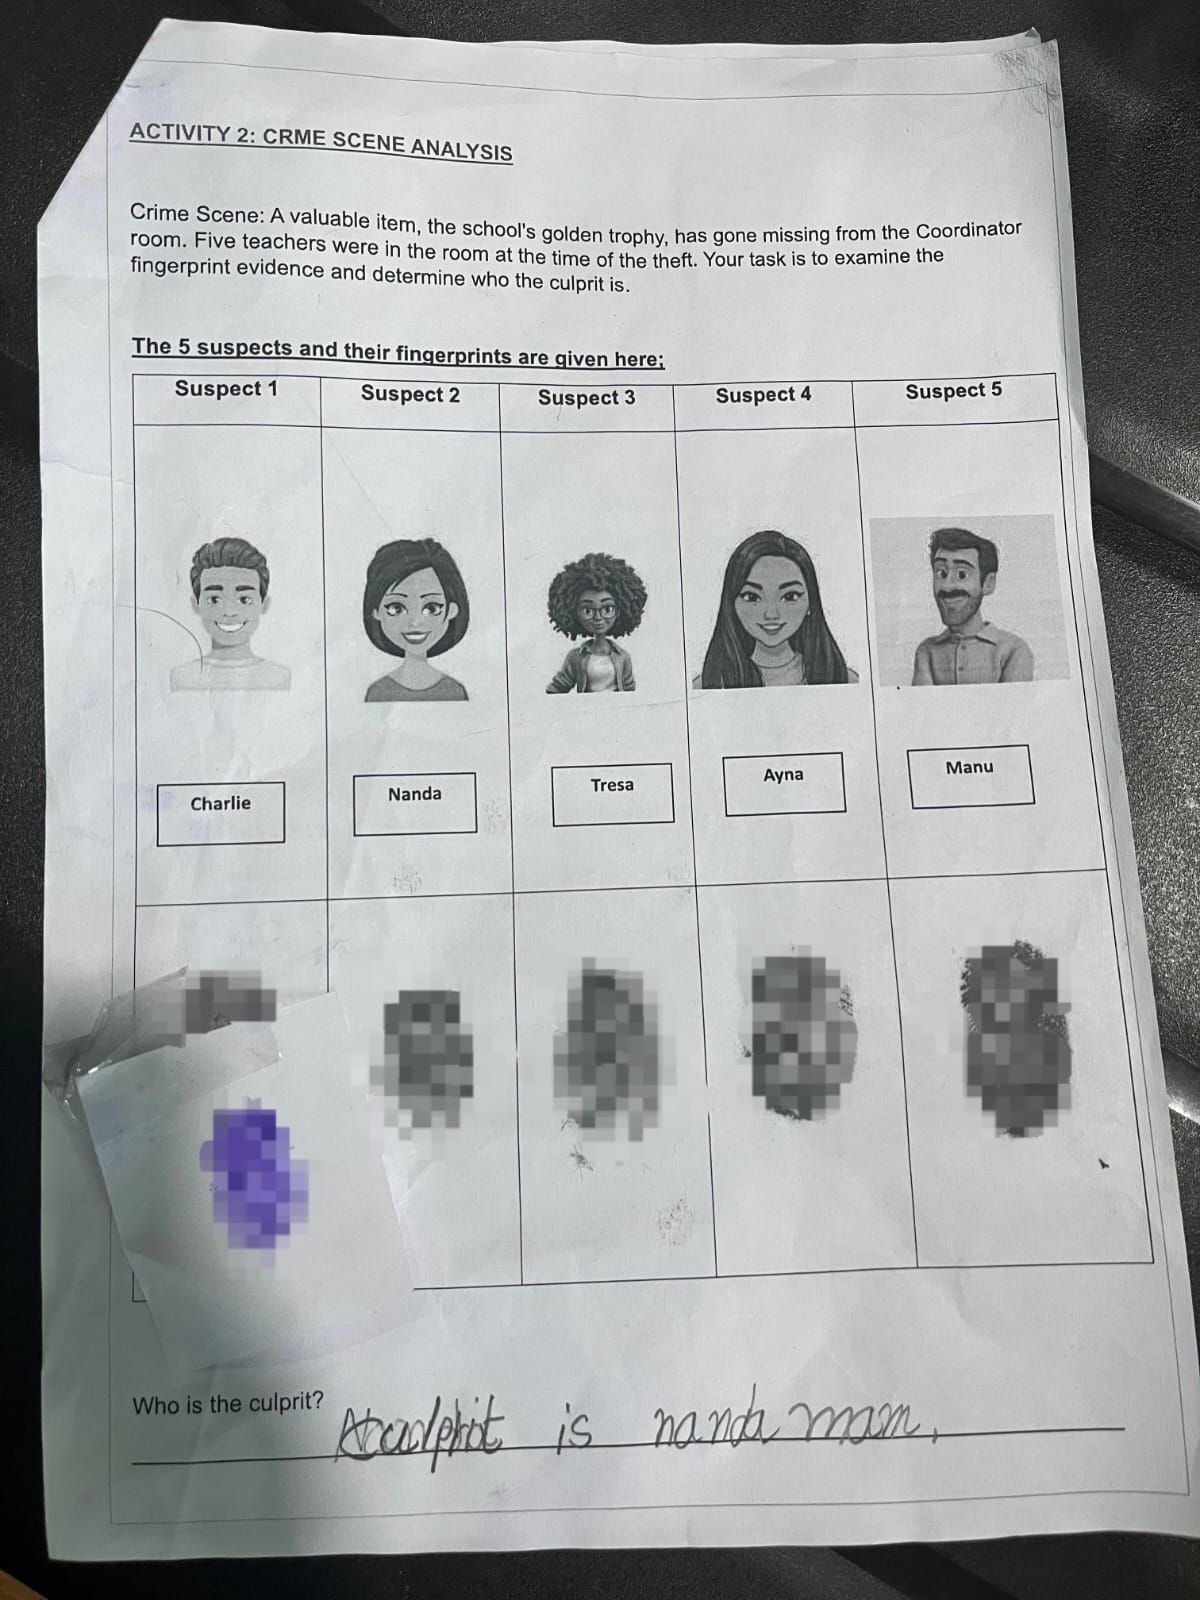 ACTIVITY 2: CRME SCENE ANALYSIS
Crime Scene: A valuable item, the school's golden trophy, has gone missing from the Coordinator
room. Five teachers were in the room at the time of the theft. Your task is to examine the
fingerprint evidence and determine who the culprit is.
The 5 suspects and their fingerprints are given here;
Suspect 1 Suspect 2 Suspect 3 Suspect 4 Suspect 5
Charlie Nanda Tresa Ayna Manu
Who is the culprit? is nanda mam.